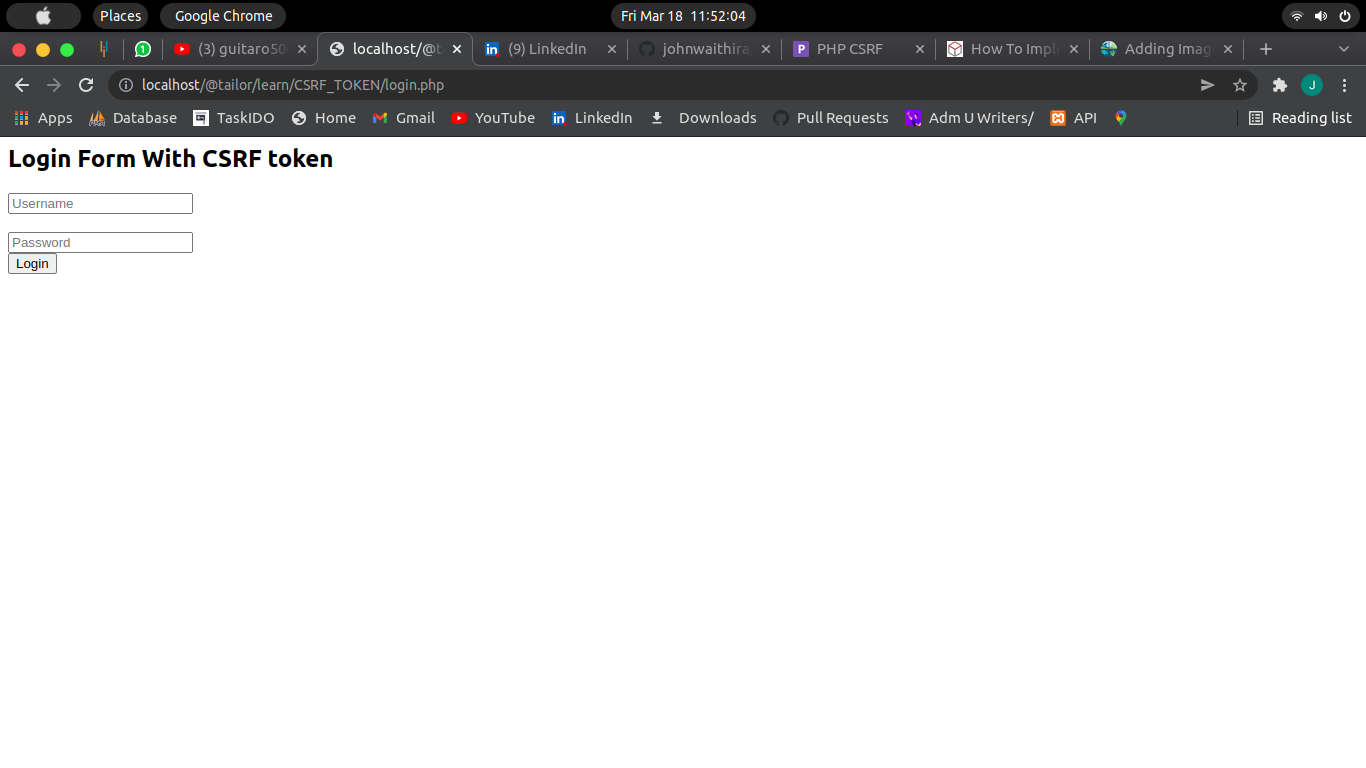 Places Google Chrome Fri Mar 18 11:52:04
1 (3) guitaro50 localhost/@ta (9) LinkedIn johnwaithira PHP CSRF How To Imple Adding Imag
localhost/@tailor/learn/CSRF_TOKEN/login.php J
Apps Database TaskIDO Home Gmail YouTube LinkedIn Downloads Pull Requests Adm U Writers/ API Reading list
Login Form With CSRF token
Username
Password
Login